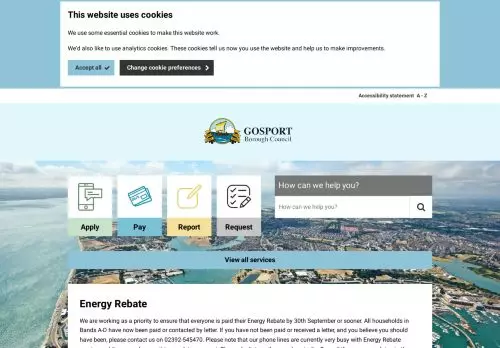 This website uses cookies
We use some essential cookies to make this website work.
We'd also like to use analytics cookies. These cookies tell us now you use the website and help us to make improvements.
Accept all
Change cookie preferences
Accessibility statement A - Z
GOSPORT
Borough Council
How can we help you?
How can we help you?
Apply
Pay
Report
Request
View all services
Energy Rebate
We are working as a priority to ensure that everyone is paid their Energy Rebate by 30th September or sooner. All households in
Bands A-D have now been paid or contacted by letter. If you have not been paid or received a letter, and you believe you should
have been, please contact us on 02392 545470. Please note that our phone lines are currently very busy with Energy Rebate